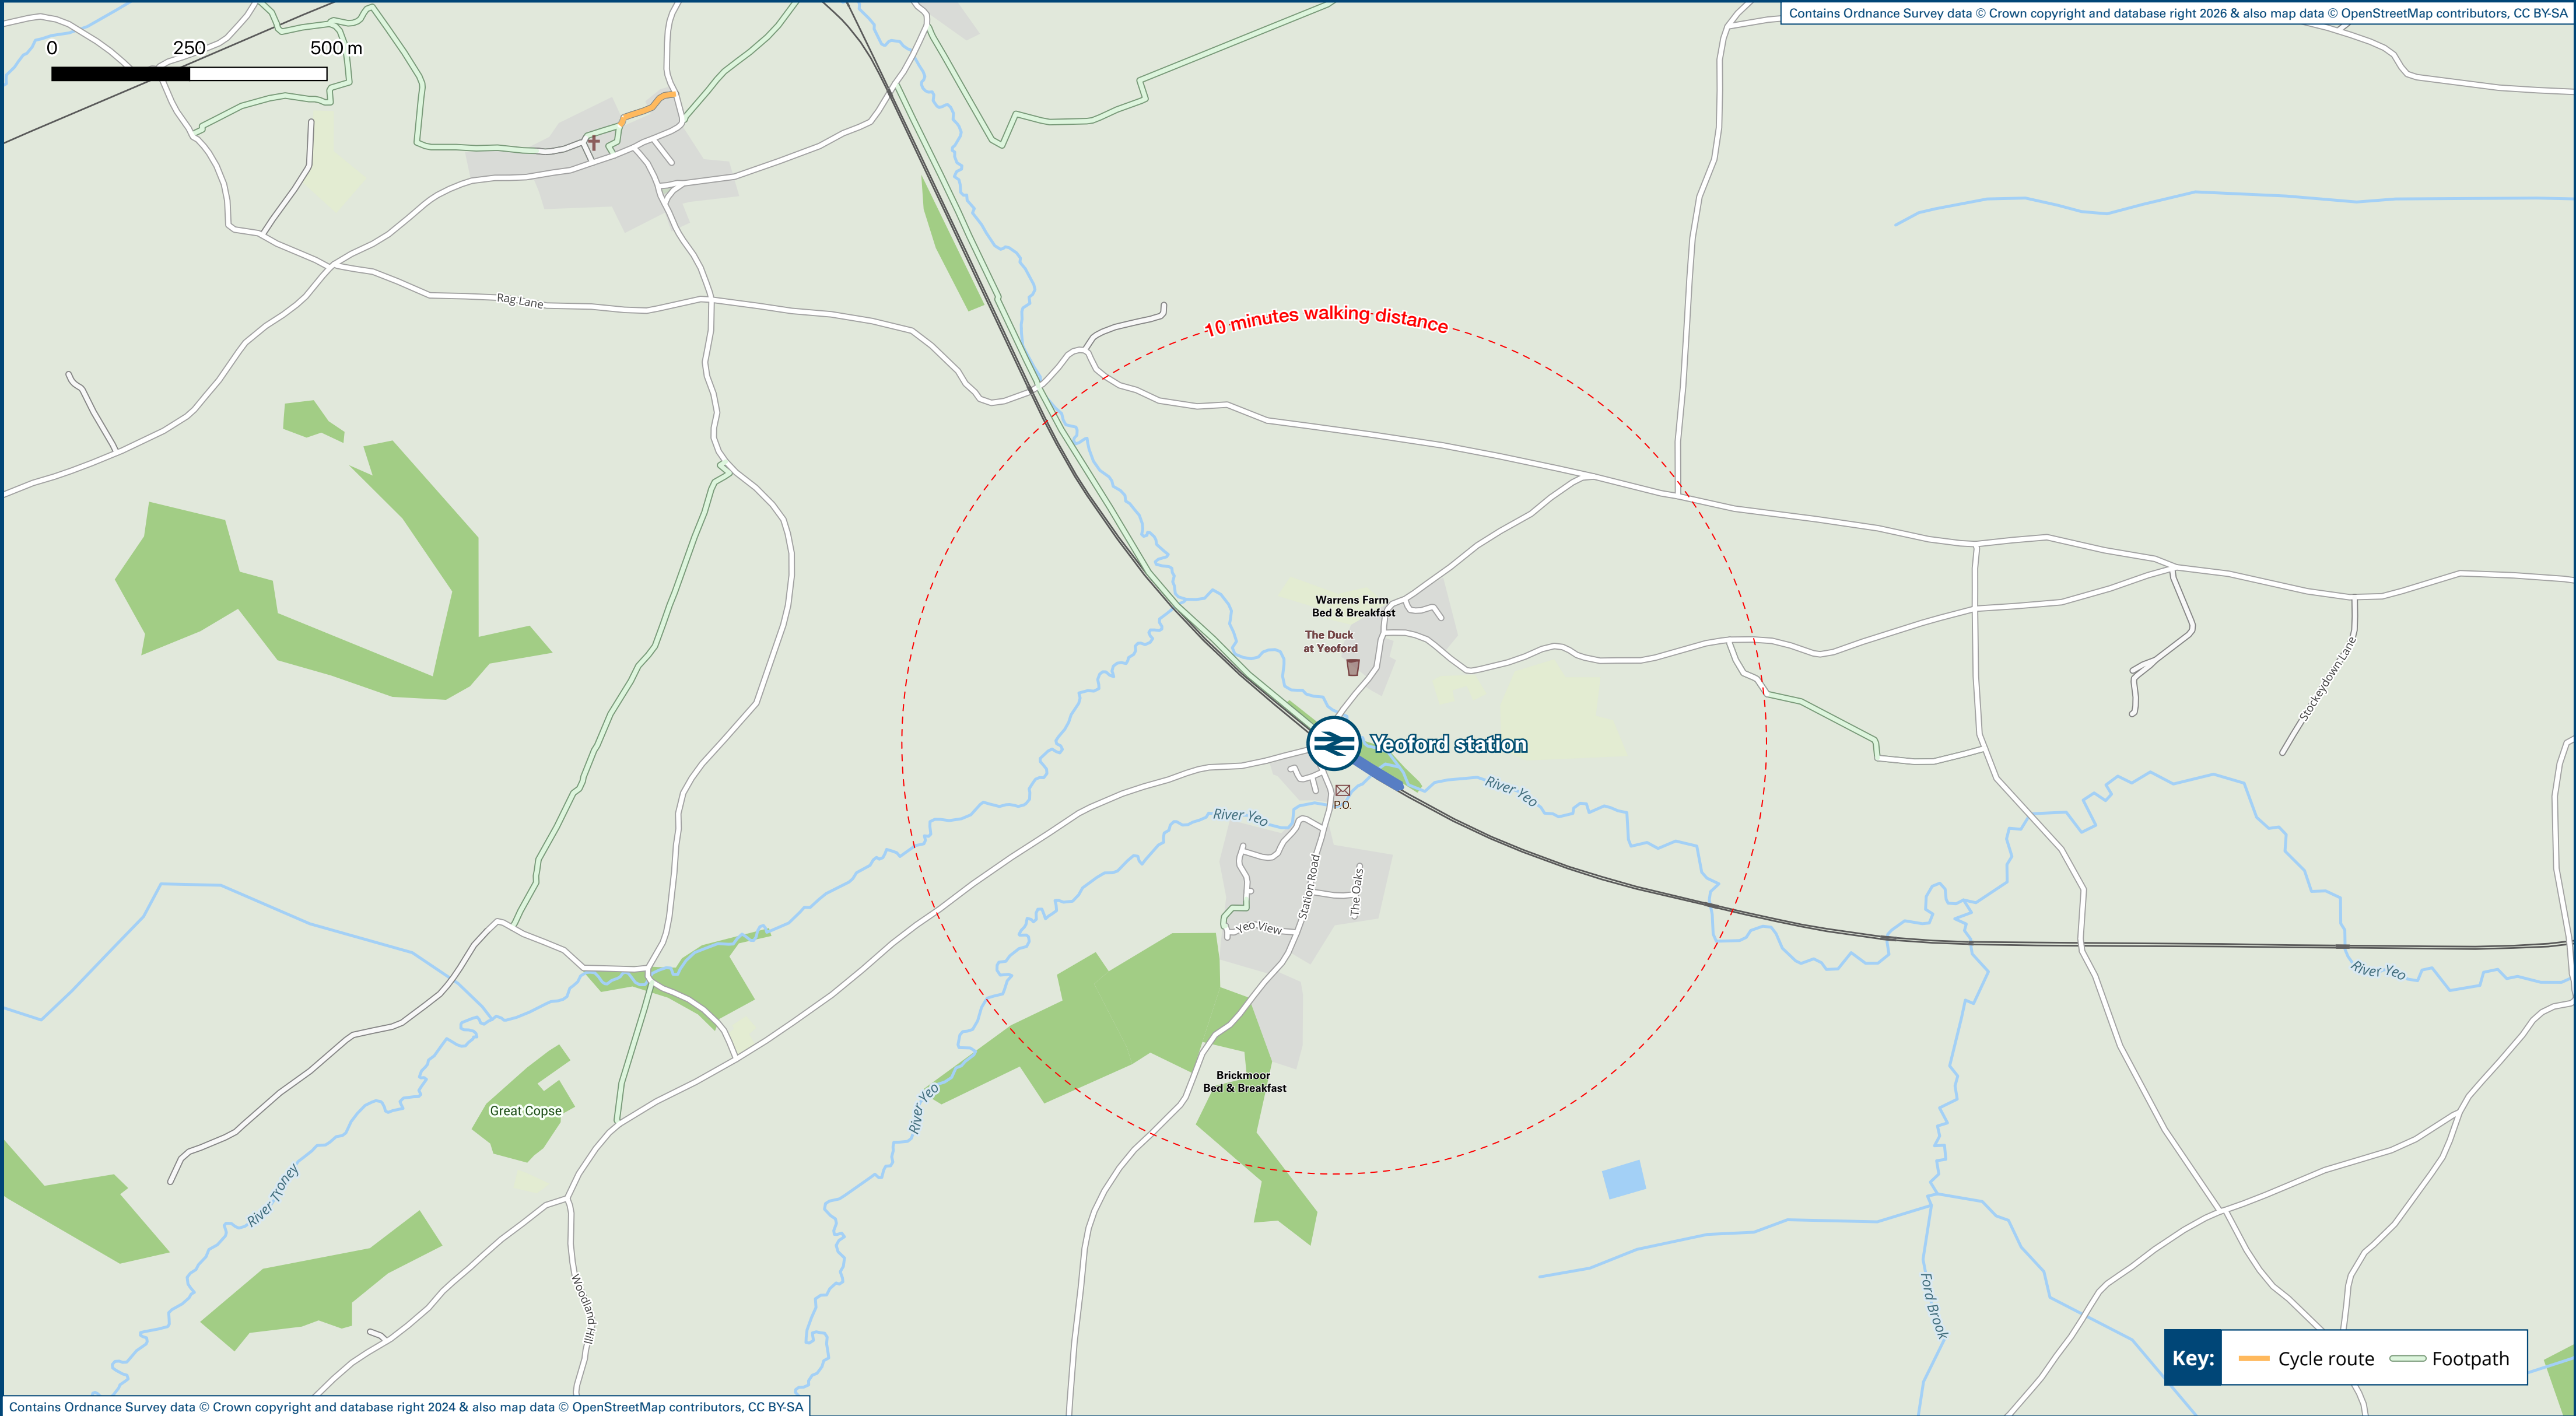 Contains Ordnance Survey data © Crown copyright and database right 2026 & also map data © OpenStreetMap contributors, CC BY-SA
0 250 500 m
Rag Lane
10 minutes walking distance
Warrens Farm
Bed & Breakfast
The Duck
at Yeoford
Stockeydown Lane
Yeoford station
River Yeo
P.O.
River Yeo
Station Road
The Oaks
Yeo View
River Yeo
Brickmoor
Bed & Breakfast
River Yeo
Great Copse
River Troney
Woodland Hill
Ford Brook
Key:
Cycle route
Footpath
Contains Ordnance Survey data © Crown copyright and database right 2024 & also map data © OpenStreetMap contributors, CC BY-SA